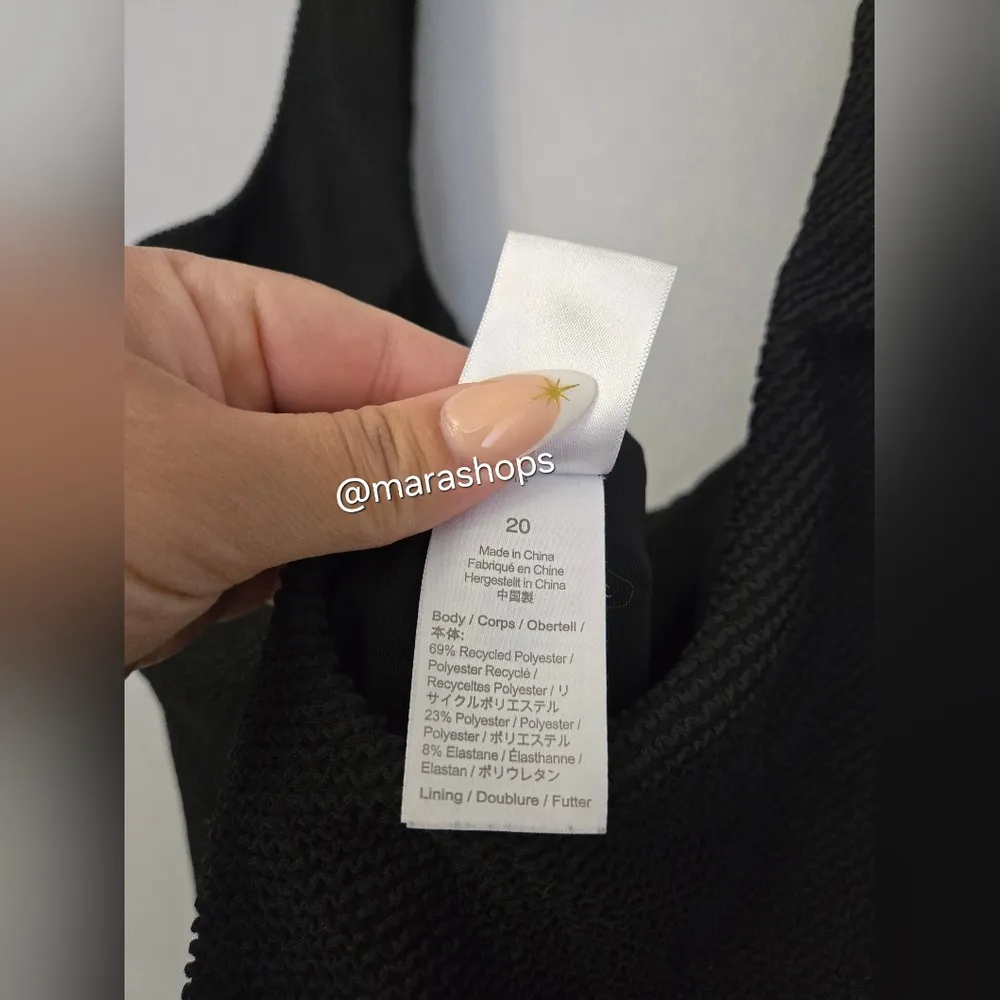 @marashops
20
Made in China
Fabriqué en Chine
Hergestellt in China
中国製
Body / Corps / Oberteil /
本体:
69% Recycled Polyester /
Polyester Recyclé /
Recyceltes Polyester / リ
サイクルポリエステル
23% Polyester / Polyester /
Polyester / ポリエステル
8% Elastane / Élasthanne /
Elastan / ポリウレタン
Lining / Doublure / Futter